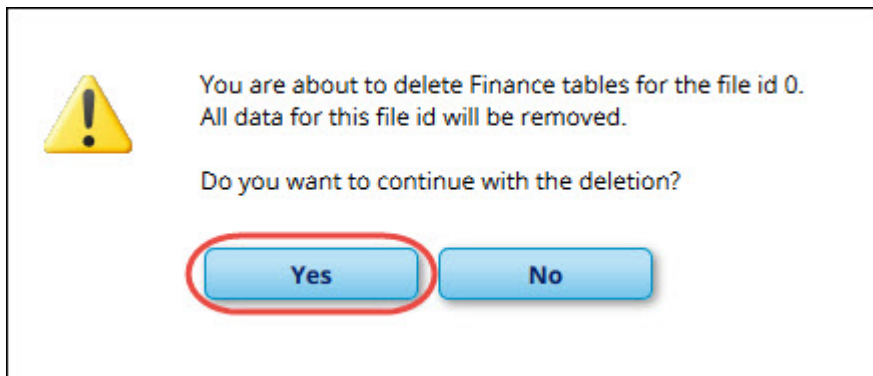 You are about to delete Finance tables for the file id 0.
All data for this file id will be removed.
Do you want to continue with the deletion?
Yes No